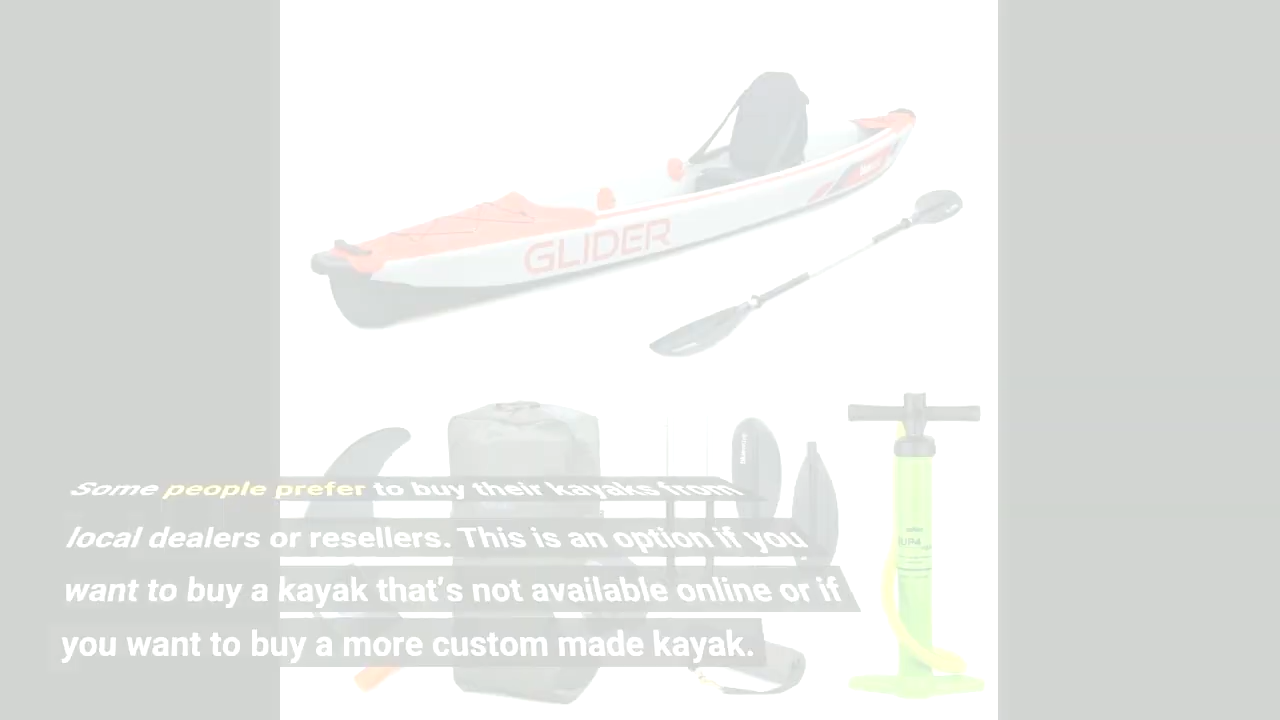 GLIDER
Some people prefer to buy their kayaks from
local dealers or resellers. This is an option if you
want to buy a kayak that's not available online or if
you want to buy a more custom made kayak.